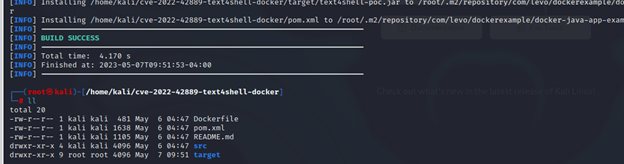 [INFO] Installing /home/kali/cve-2022-42889-text4shell-docker/target/text4shell-poc.jar to /root/.m2/repository/com/levo/dockerexample/d
r
[INFO] Installing /home/kali/cve-2022-42889-text4shell-docker/pom.xml to /root/.m2/repository/com/levo/dockerexample/docker-java-app-exam
[INFO]
[INFO] BUILD SUCCESS
[INFO]
[INFO] Total time:  4.170 s
[INFO] Finished at: 2023-05-07T09:51:53-04:00
[INFO]
(root㉿kali)-[/home/kali/cve-2022-42889-text4shell-docker]
# ll
total 20
-rw-r--r-- 1 kali kali  481 May  6 04:47 Dockerfile
-rw-r--r-- 1 kali kali 1638 May  6 04:47 pom.xml
-rw-r--r-- 1 kali kali 1105 May  6 04:47 README.md
drwxr-xr-x 4 kali kali 4096 May  6 04:47 src
drwxr-xr-x 9 root root 4096 May  7 09:51 target